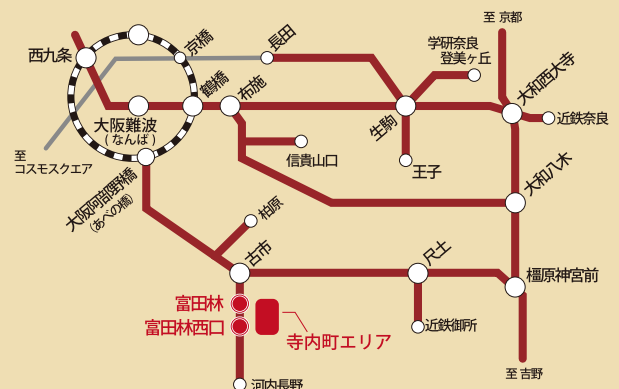 至 京都
西九条
京橋
長田
学研奈良
登美ヶ丘
大和西大寺
鶴橋
布施
大阪難波
(なんば)
生駒
近鉄奈良
至
コスモスクエア
信貴山口
王子
大和八木
大阪阿部野橋
(あべの橋)
柏原
古市
尺土
橿原神宮前
富田林
富田林西口
寺内町エリア
近鉄御所
至 吉野
河内長野